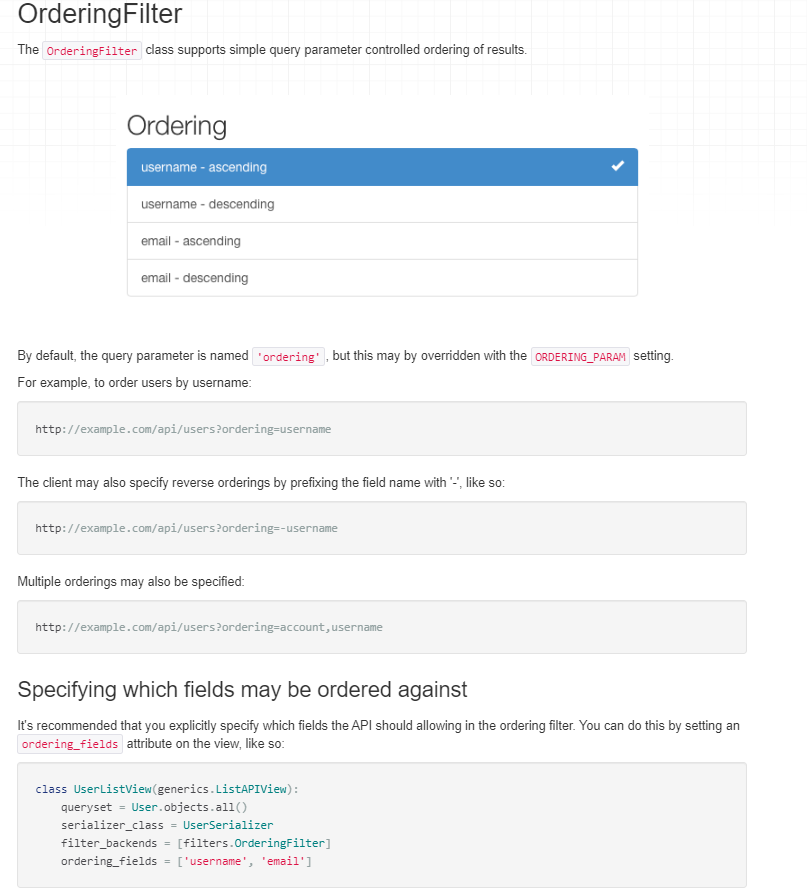 OrderingFilter
The OrderingFilter class supports simple query parameter controlled ordering of results.
Ordering
username - ascending
username - descending
email - ascending
email - descending
By default, the query parameter is named 'ordering', but this may by overridden with the ORDERING_PARAM setting.
For example, to order users by username:
http://example.com/api/users?ordering=username
The client may also specify reverse orderings by prefixing the field name with '-', like so:
http://example.com/api/users?ordering=-username
Multiple orderings may also be specified:
http://example.com/api/users?ordering=account,username
Specifying which fields may be ordered against
It's recommended that you explicitly specify which fields the API should allowing in the ordering filter. You can do this by setting an
ordering_fields attribute on the view, like so:
class UserListView(generics.ListAPIView):
    queryset = User.objects.all()
    serializer_class = UserSerializer
    filter_backends = [filters.OrderingFilter]
    ordering_fields = ['username', 'email']